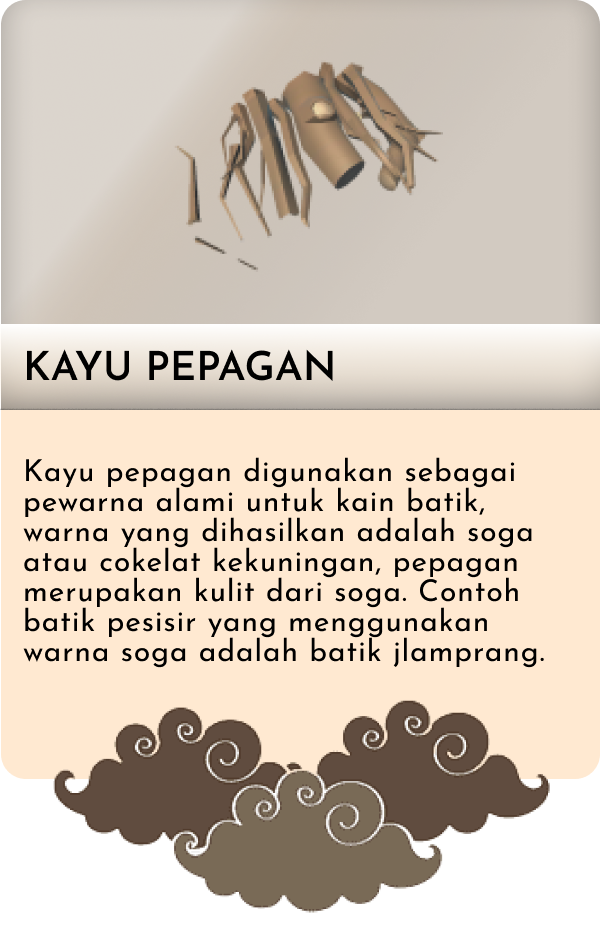 KAYU PEPAGAN
Kayu pepagan digunakan sebagai
pewarna alami untuk kain batik,
warna yang dihasilkan adalah soga
atau cokelat kekuningan, pepagan
merupakan kulit dari soga. Contoh
batik pesisir yang menggunakan
warna soga adalah batik jlamprang.